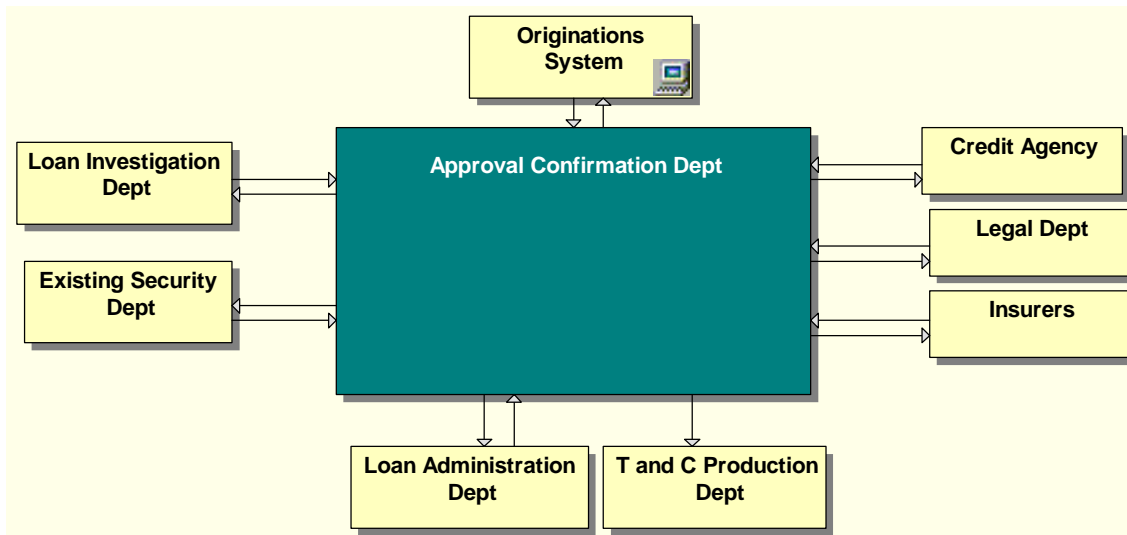 Originations
System
Loan Investigation
Dept
Approval Confirmation Dept
Credit Agency
Legal Dept
Existing Security
Dept
Insurers
Loan Administration
Dept
T and C Production
Dept